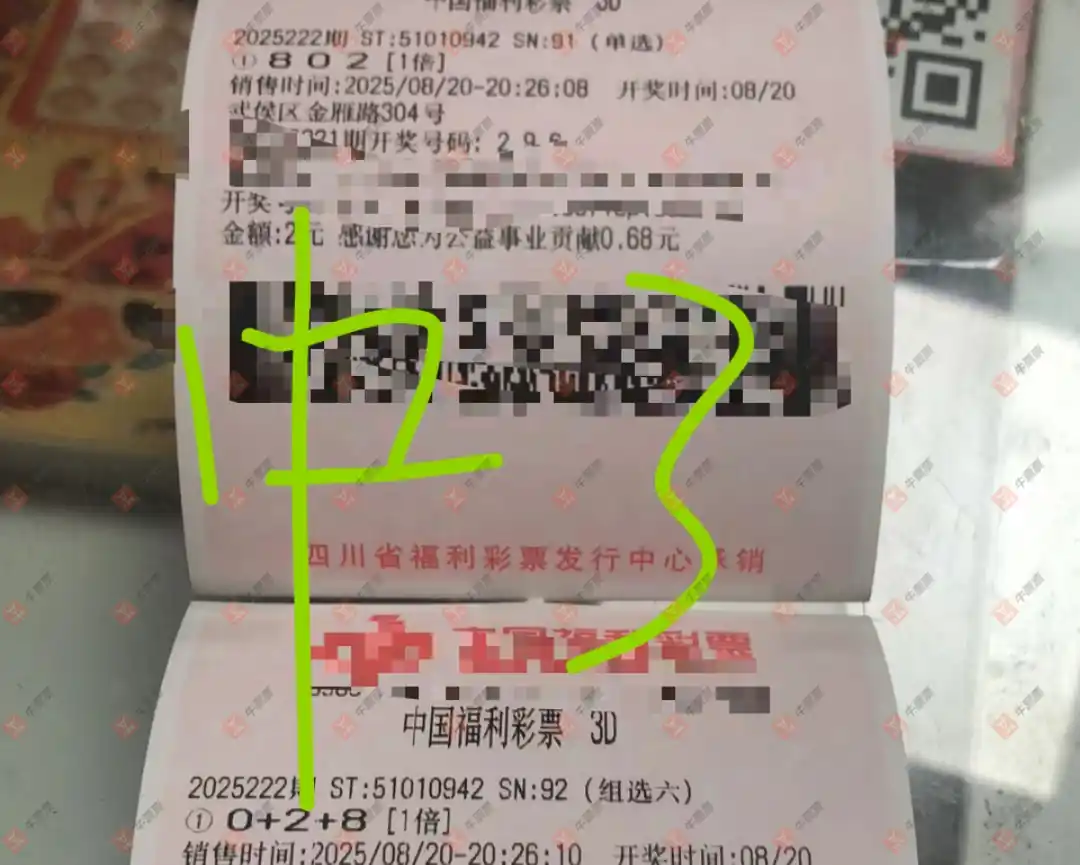 中国福利彩票 3D
2025222期 ST:51010942 SN:91 (单选)
① 8 0 2 [1倍]
销售时间:2025/08/20-20:26:08 开奖时间:08/20
武侯区金雁路304号
期开奖号码: 2 9
开奖
金额:2元 感谢您为公益事业贡献0.68元
中3
四川省福利彩票发行中心承销
中国福利彩票
中国福利彩票 3D
2025222期 ST:51010942 SN:92 (组选六)
① 0+2+8 [1倍]
销售时间:2025/08/20-20:26:10 开奖时间:08/20
牛票票